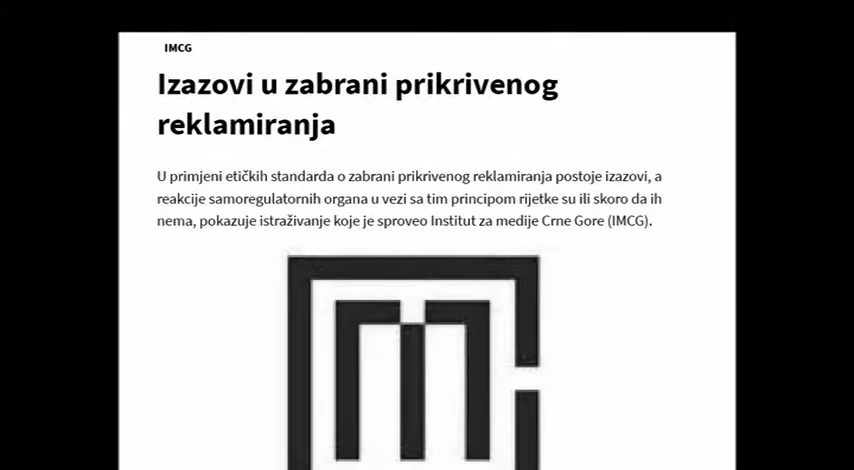 IMCG
Izazovi u zabrani prikrivenog
reklamiranja
U primjeni etičkih standarda o zabrani prikrivenog reklamiranja postoje izazovi, a
reakcije samoregulatornih organa u vezi sa tim principom rijetke su ili skoro da ih
nema, pokazuje istraživanje koje je sproveo Institut za medije Crne Gore (IMCG).